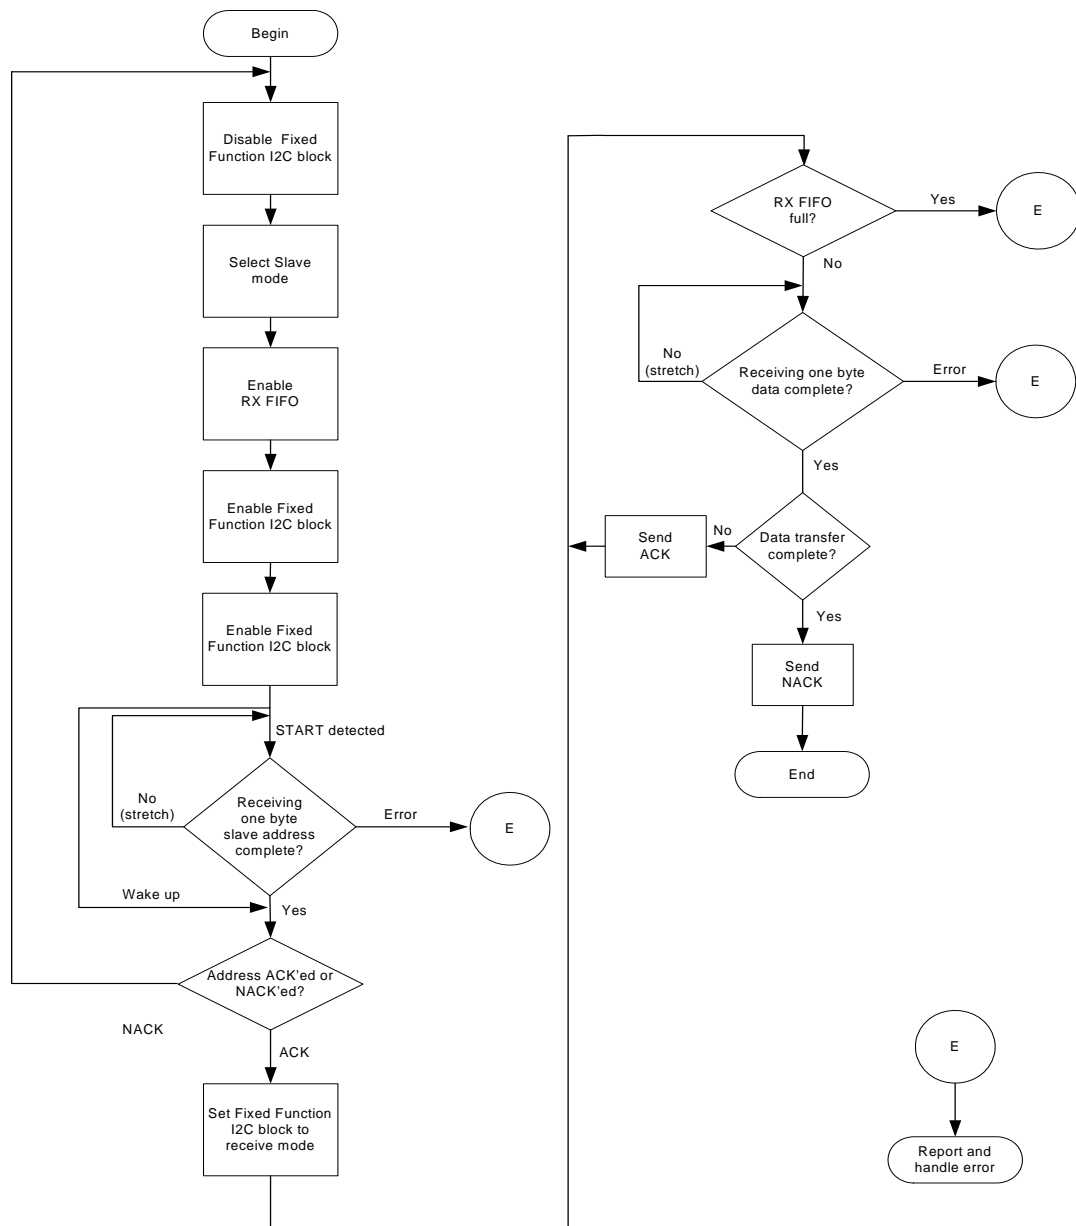 Begin
Disable Fixed
Function I2C block
Select Slave
mode
Enable
RX FIFO
Enable Fixed
Function I2C block
Enable Fixed
Function I2C block
START detected
No
(stretch)
Receiving
one byte
slave address
complete?
Error
E
Wake up
Yes
Address ACK'ed or
NACK'ed?
NACK
ACK
Set Fixed Function
I2C block to
receive mode
RX FIFO
full?
Yes
E
No
No
(stretch)
Receiving one byte
data complete?
Error
E
Yes
Send
ACK
No
Data transfer
complete?
Yes
Send
NACK
End
E
Report and
handle error